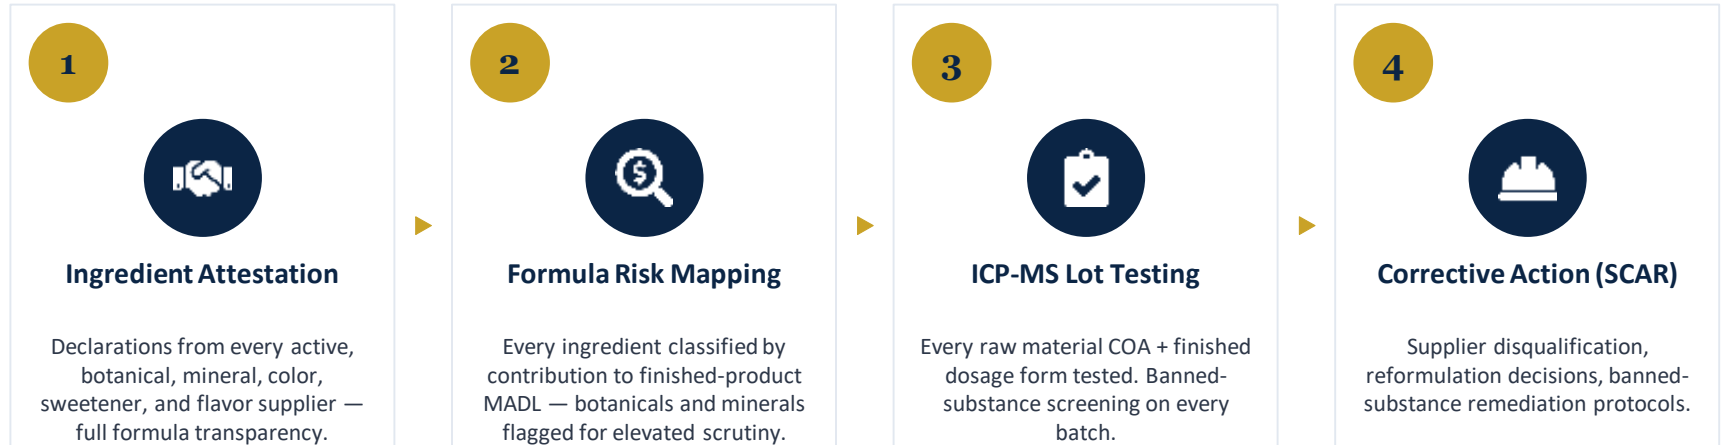 1
Ingredient Attestation
Declarations from every active,
botanical, mineral, color,
sweetener, and flavor supplier —
full formula transparency.
2
$
Formula Risk Mapping
Every ingredient classified by
contribution to finished-product
MADL — botanicals and minerals
flagged for elevated scrutiny.
3
ICP-MS Lot Testing
Every raw material COA + finished
dosage form tested. Banned-
substance screening on every
batch.
4
Corrective Action (SCAR)
Supplier disqualification,
reformulation decisions, banned-
substance remediation protocols.